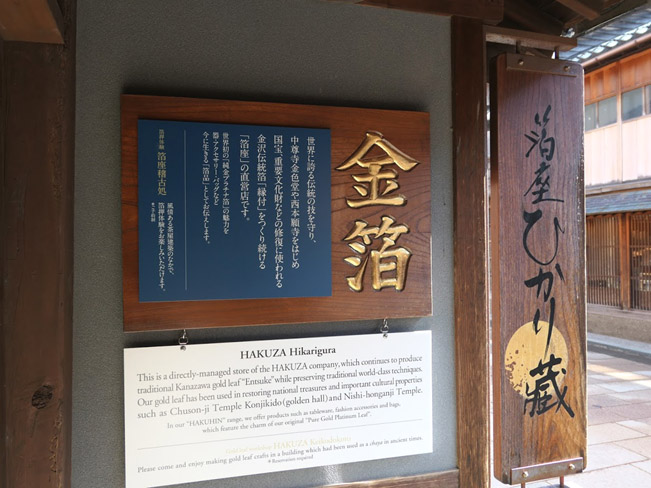 金箔
世界に誇る伝統の技を守り、
中尊寺金色堂や西本願寺をはじめ
国宝、重要文化財などの修復に使われる
金沢伝統箔「縁付」をつくり続ける
「箔座」の直営店です。
世界初の「純金プラチナ箔」の魅力を
器・アクセサリー・バッグなど
今に生きる「箔品」としてお伝えします。
箔押体験 箔座稽古処
風情ある茶屋建築のなかで、
箔押体験をお楽しみいただけます。
箔座ひかり藏
HAKUZA Hikarigura
This is a directly-managed store of the HAKUZA company, which continues to produce
traditional Kanazawa gold leaf "Entsuke" while preserving traditional world-class techniques.
Our gold leaf has been used in restoring national treasures and important cultural properties
such as Chuson-ji Temple Konjikido (golden hall) and Nishi-honganji Temple.
In our "HAKUHIN" range, we offer products such as tableware, fashion accessories and bags,
which feature the charm of our original "Pure Gold Platinum Leaf".
HAKUZA Keikodokoro
Please come and enjoy making gold leaf crafts in a building which had been used as a chaya in ancient times.
*Reservation required